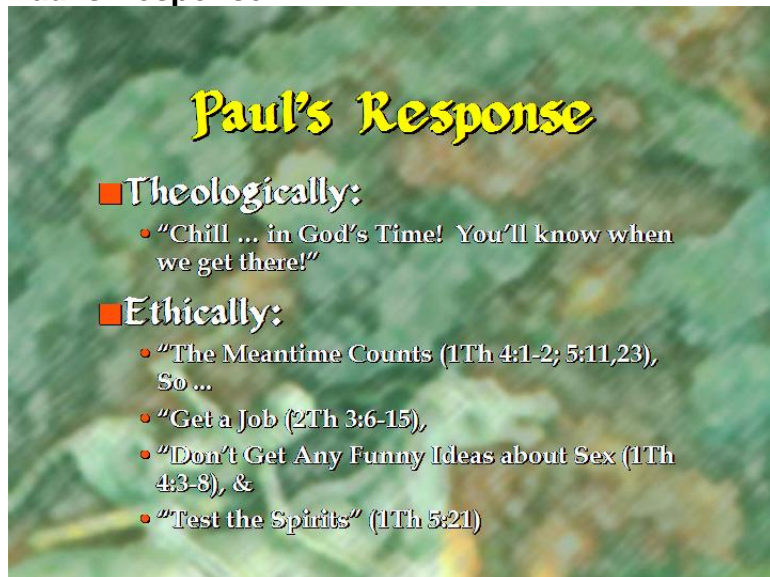 Paul's Response
Theologically:
• “Chill ... in God's Time! You'll know when
we get there!”
Ethically:
• “The Meantime Counts (1Th 4:1-2; 5:11,23),
So ...
• “Get a Job (2Th 3:6-15),
• “Don't Get Any Funny Ideas about Sex (1Th
4:3-8), &
• “Test the Spirits” (1Th 5:21)